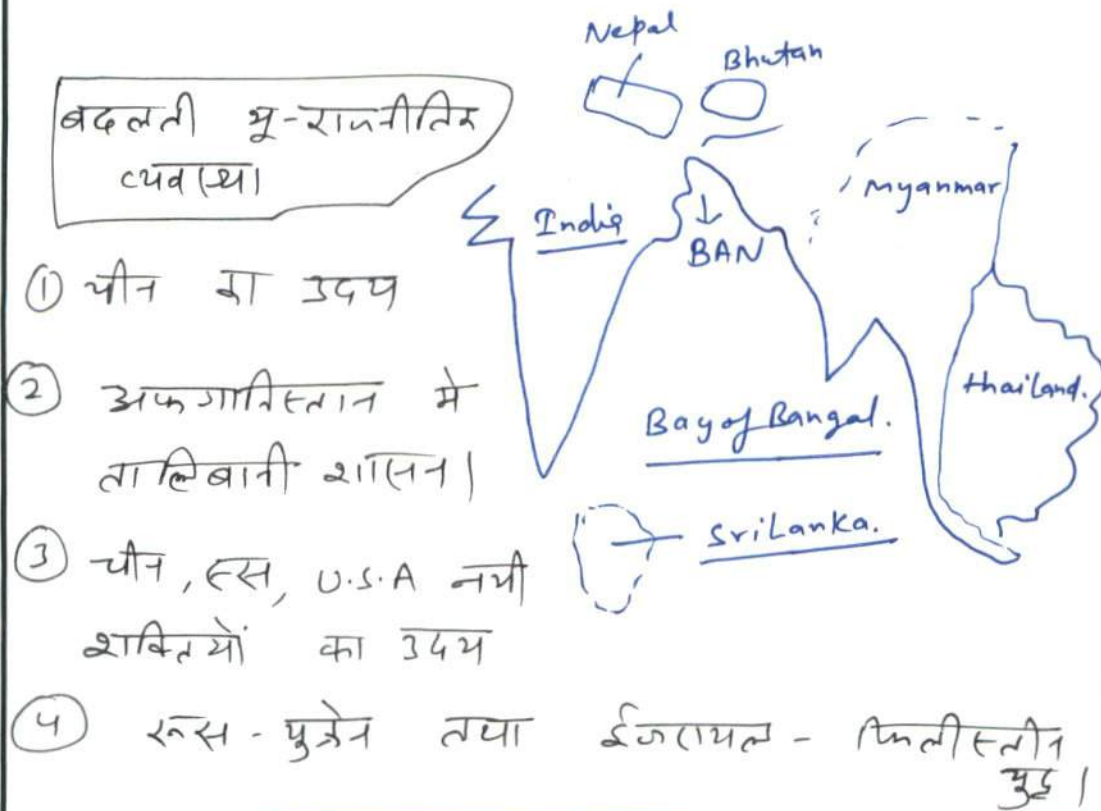 बदलती भू-राजनीतिक
व्यवस्था
① चीन का उदय
② अफगानिस्तान में
तालिबानी शासन।
③ चीन, रूस, U.S.A नयी
शक्तियों का उदय
④ रूस - युक्रेन तथा ईजरायल - फिलीस्तीन
युद्ध।
Nepal
Bhutan
India
BAN
Myanmar
thailand.
Bay of Bangal.
SriLanka.